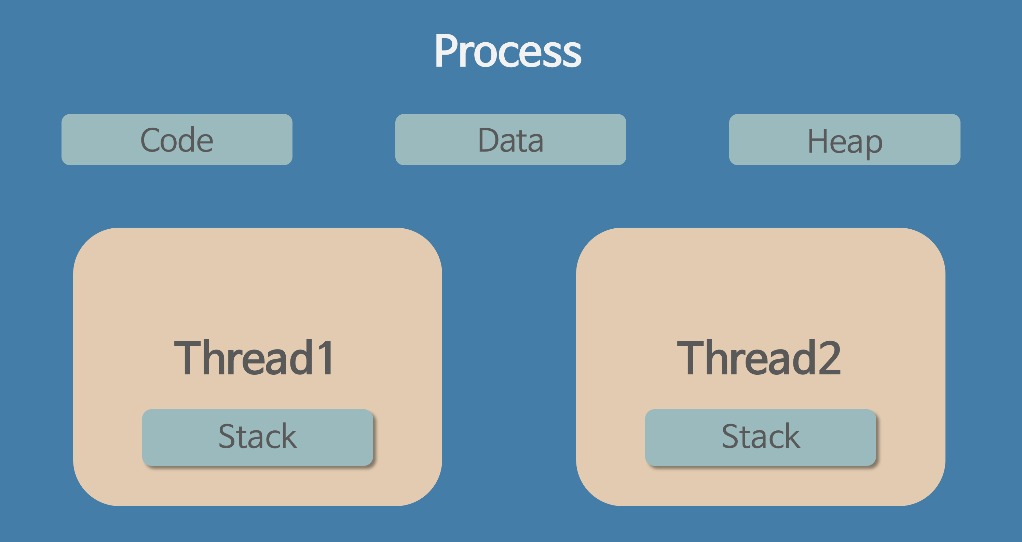 Process
Code
Data
Heap
Thread1
Thread2
Stack
Stack